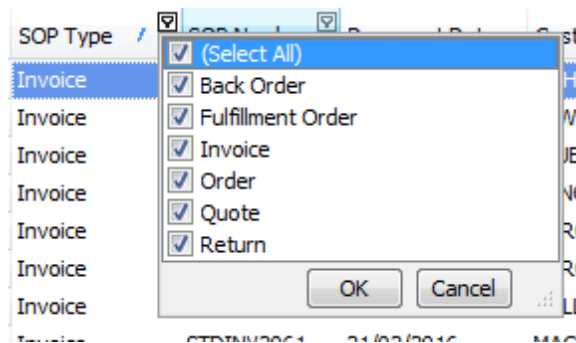 SOP Type
(Select All)
Invoice
Back Order
Invoice
Fulfillment Order
Invoice
Invoice
Invoice
Order
Invoice
Quote
Invoice
Return
Invoice
OK
Cancel